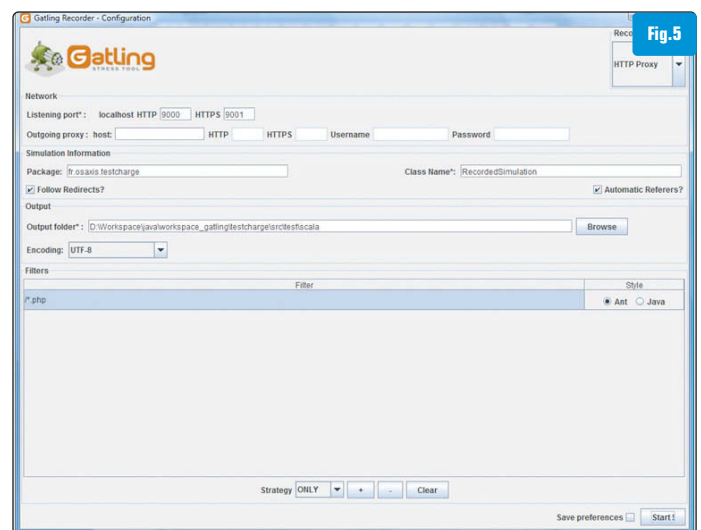 Gatling Recorder - Configuration
Fig.5
Gatling
STRESS TOOL
HTTP Proxy
Network
Listening port* : localhost HTTP 9000 HTTPS 9001
Outgoing proxy : host: HTTP HTTPS Username Password
Simulation Information
Package: fr.osaxis.testcharge Class Name*: RecordedSimulation
Follow Redirects? Automatic Referers?
Output
Output folder* : D:\Workspace\java\workspace_gatling\testcharge\src\test\scala Browse
Encoding: UTF-8
Filters
Filter Style
/*.php Ant Java
Strategy ONLY + - Clear
Save preferences Start !